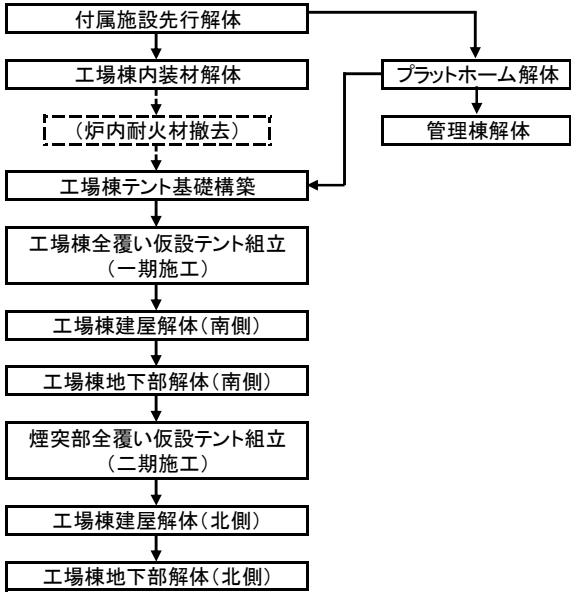 付属施設先行解体
工場棟内装材解体
プラットホーム解体
（炉内耐火材撤去）
管理棟解体
工場棟テント基礎構築
工場棟全覆い仮設テント組立
（一期施工）
工場棟建屋解体（南側）
工場棟地下部解体（南側）
煙突部全覆い仮設テント組立
（二期施工）
工場棟建屋解体（北側）
工場棟地下部解体（北側）